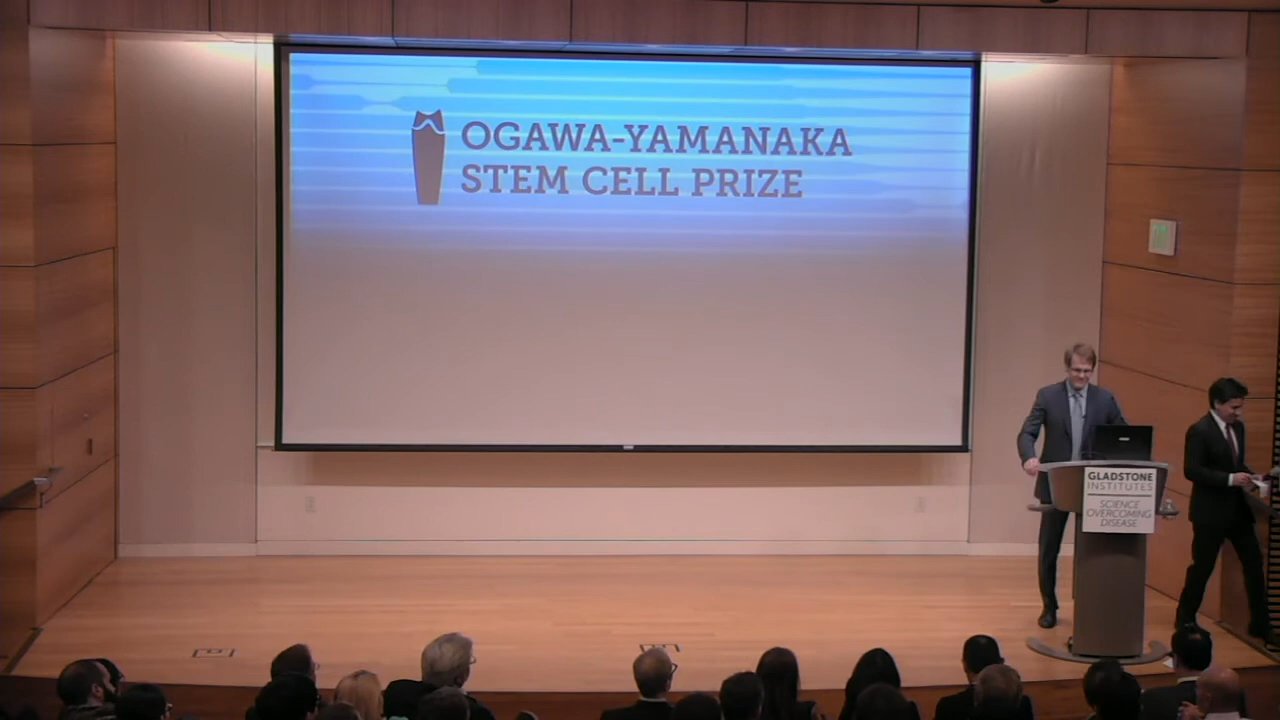 OGAWA-YAMANAKA
STEM CELL PRIZE
GLADSTONE
INSTITUTES
SCIENCE
OVERCOMING
DISEASE